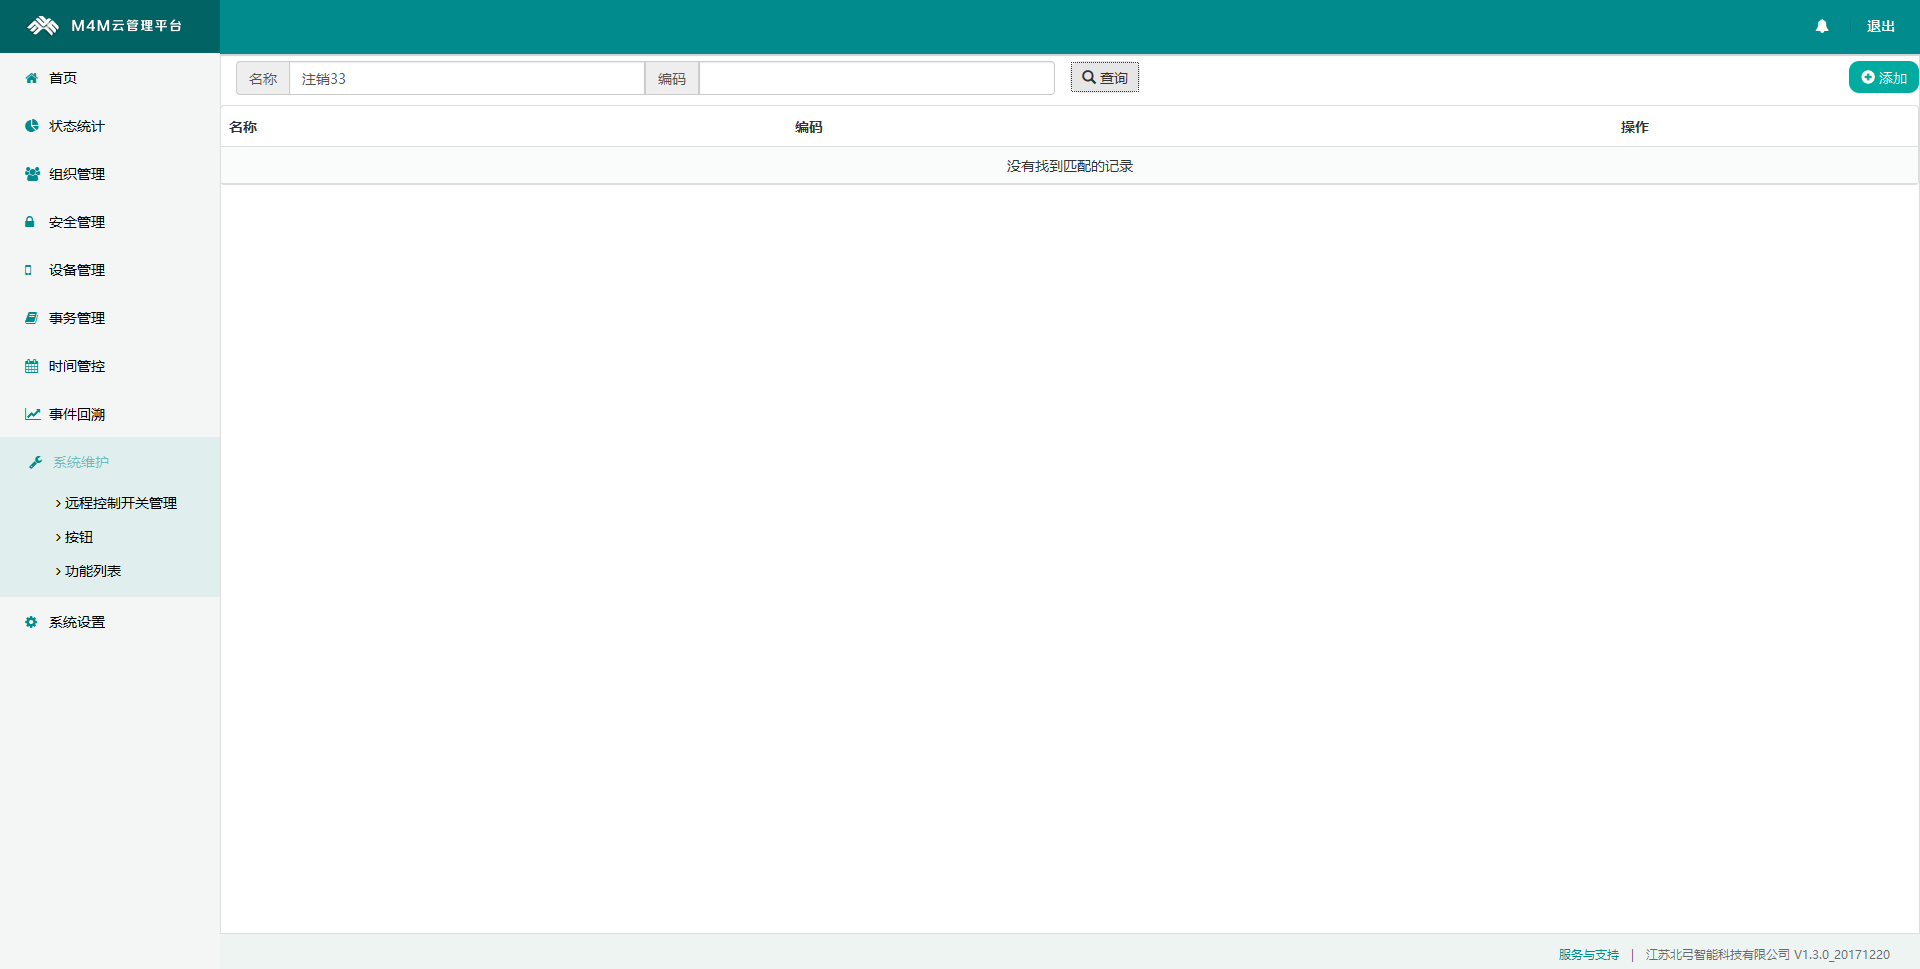 M4M云管理平台
退出
首页
状态统计
组织管理
安全管理
设备管理
事务管理
时间管控
事件回溯
系统维护
远程控制开关管理
按钮
功能列表
系统设置
名称 注销33 编码 查询 添加
名称 编码 操作
没有找到匹配的记录
服务与支持 | 江苏北弓智能科技有限公司 V1.3.0_20171220